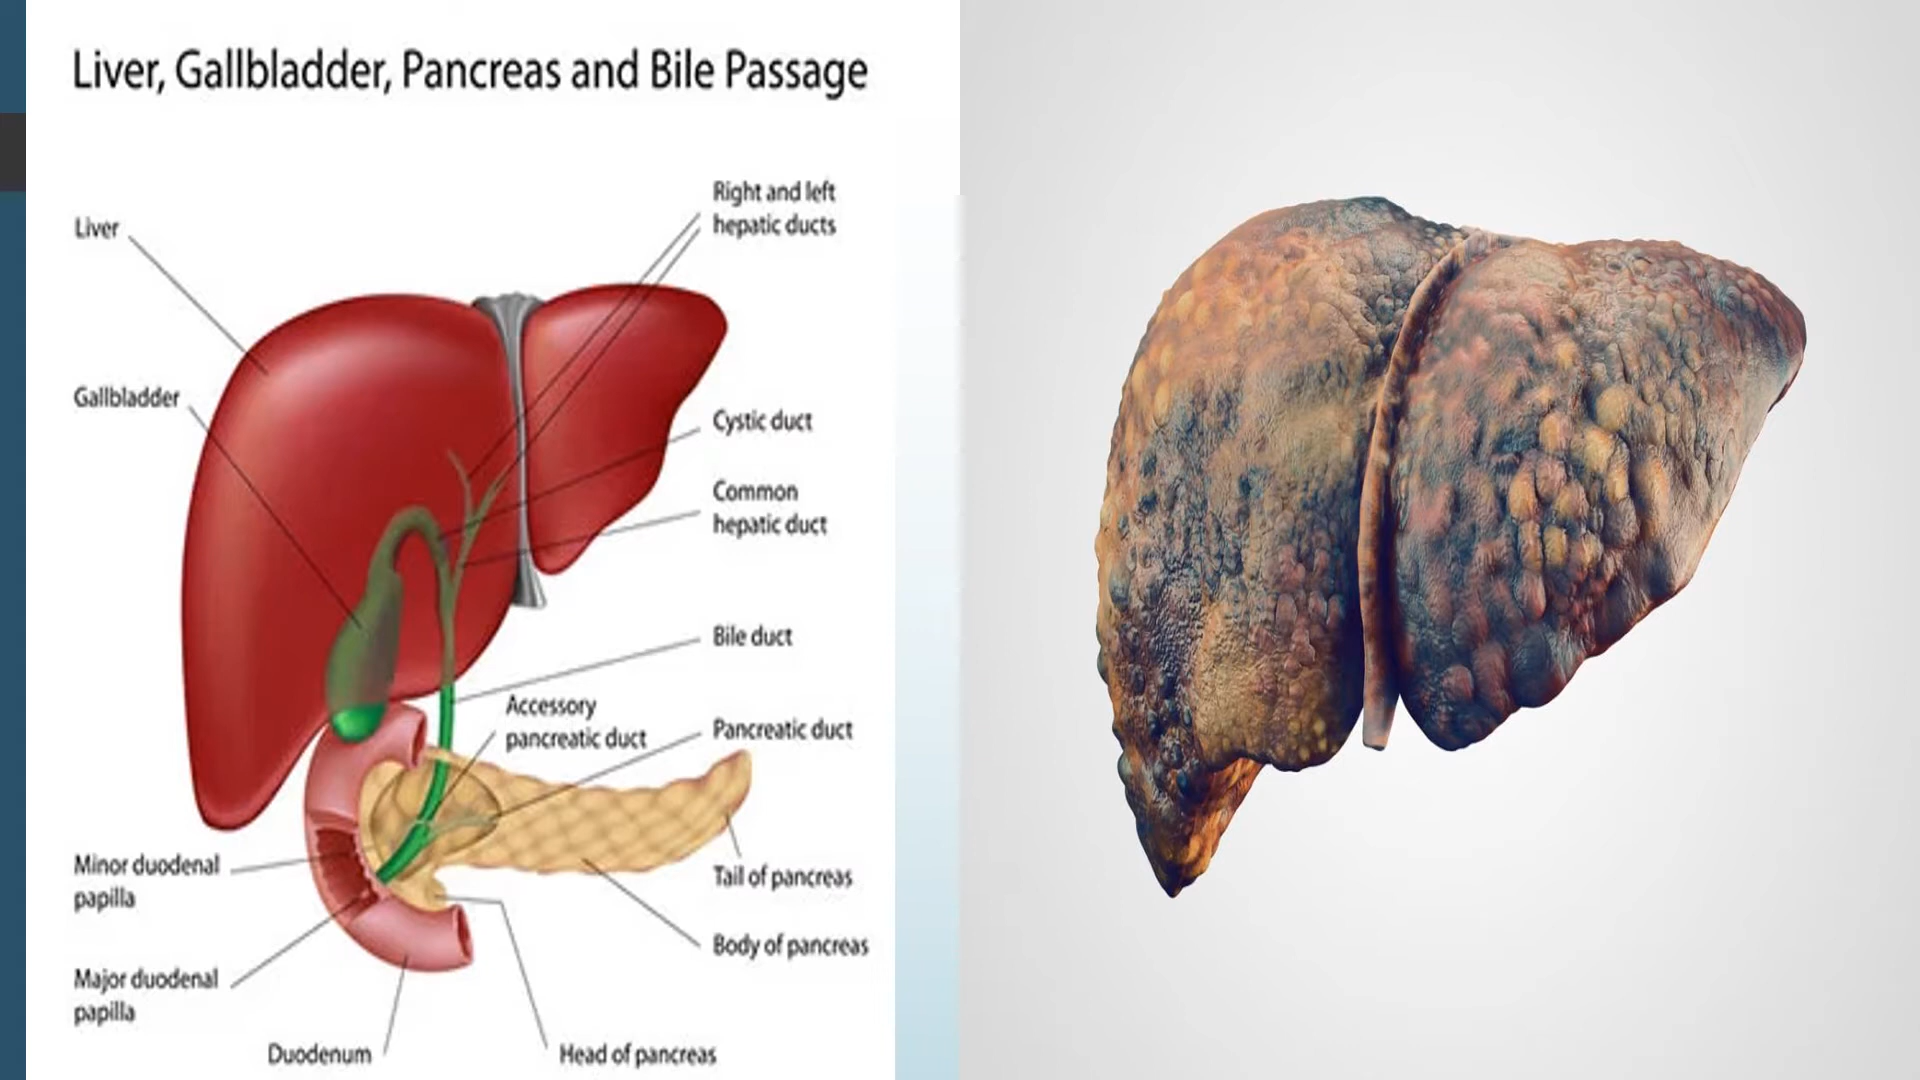 Liver, Gallbladder, Pancreas and Bile Passage
Right and left
hepatic ducts
Liver
Gallbladder
Cystic duct
Common
hepatic duct
Bile duct
Accessory
pancreatic duct
Pancreatic duct
Minor duodenal
papilla
Tail of pancreas
Body of pancreas
Major duodenal
papilla
Duodenum
Head of pancreas